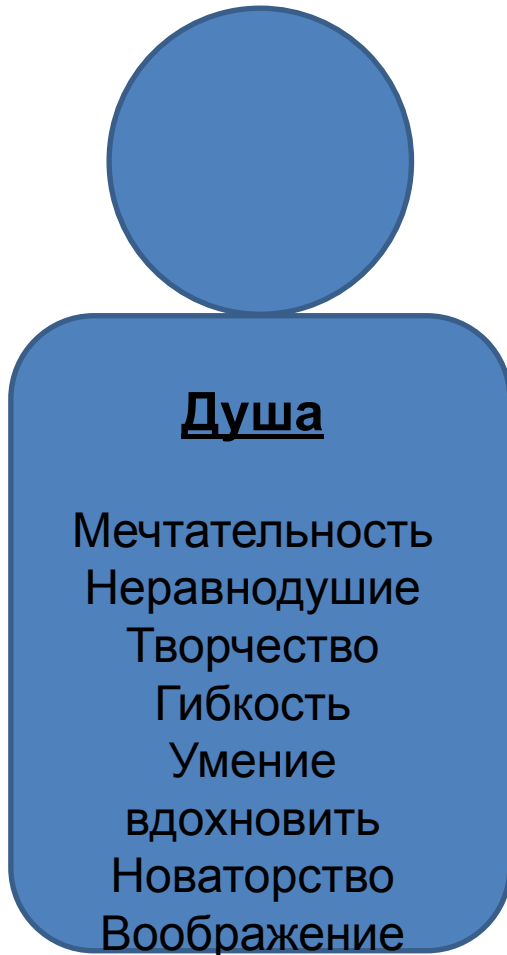 Душа
Мечтательность
Неравнодушие
Творчество
Гибкость
Умение
вдохновить
Новаторство
Воображение